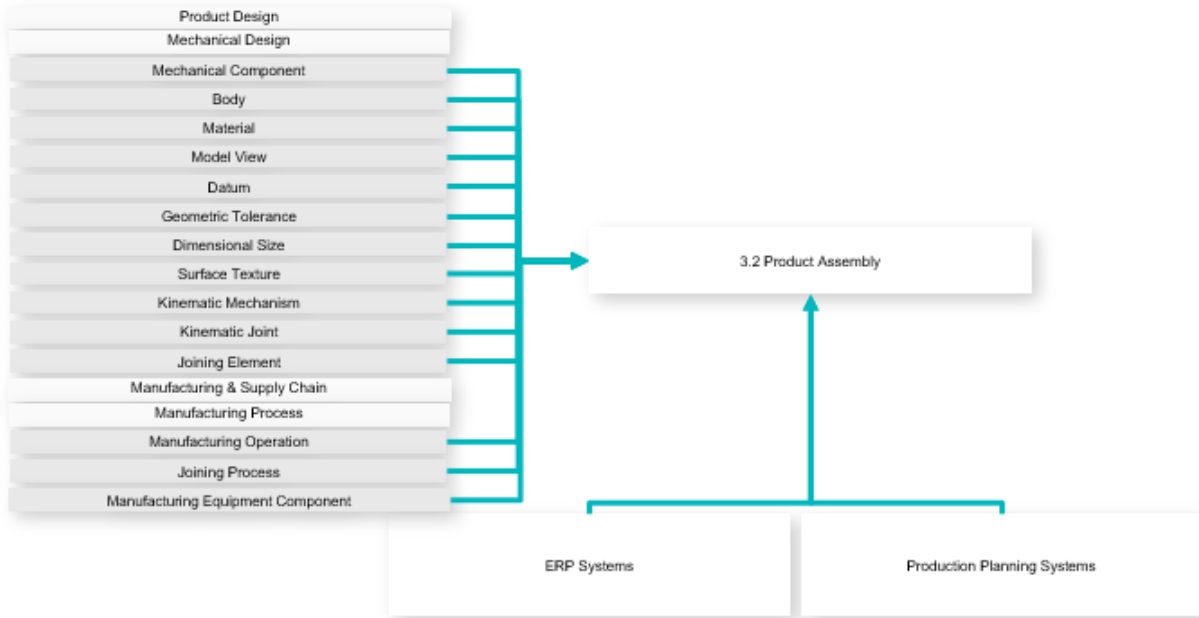 Product Design
Mechanical Design
Mechanical Component
Body
Material
Model View
Datum
Geometric Tolerance
Dimensional Size
Surface Texture
Kinematic Mechanism
Kinematic Joint
Joining Element
Manufacturing & Supply Chain
Manufacturing Process
Manufacturing Operation
Joining Process
Manufacturing Equipment Component
3.2 Product Assembly
ERP Systems
Production Planning Systems